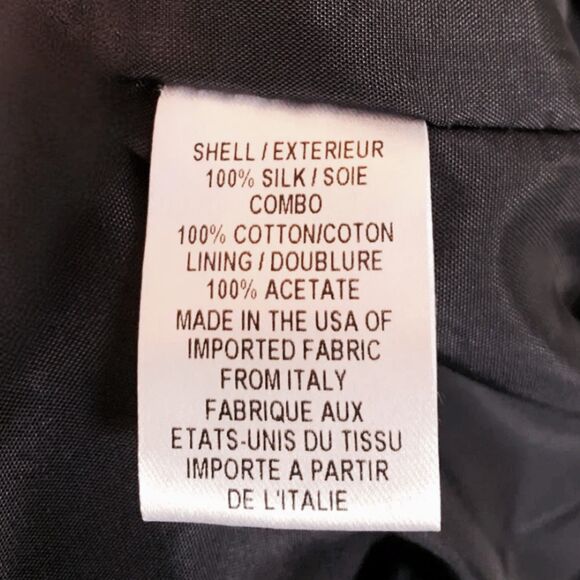 SHELL / EXTERIEUR
100% SILK / SOIE
COMBO
100% COTTON/COTON
LINING / DOUBLURE
100% ACETATE
MADE IN THE USA OF
IMPORTED FABRIC
FROM ITALY
FABRIQUE AUX
ETATS-UNIS DU TISSU
IMPORTE A PARTIR
DE L'ITALIE